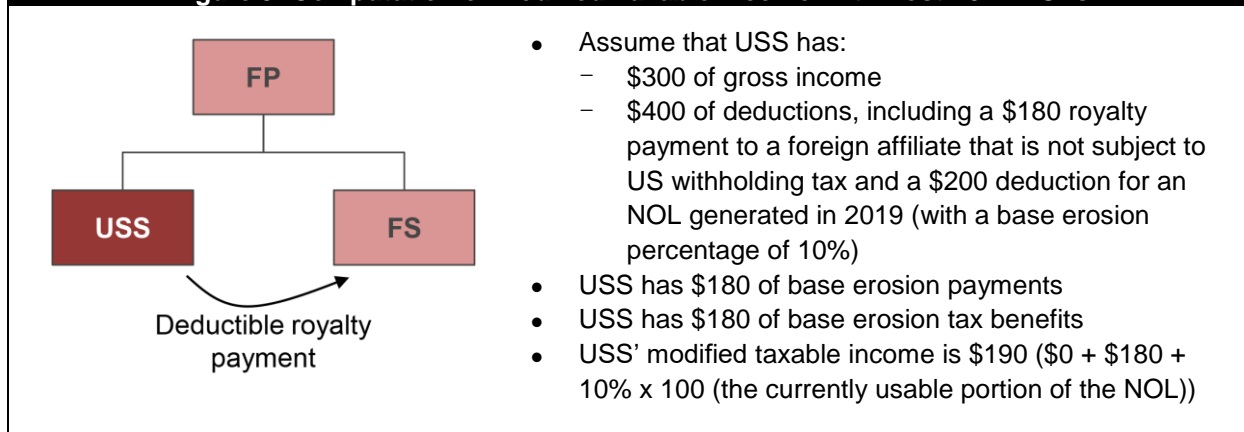 FP
USS
FS
Deductible royalty
payment
● Assume that USS has:
− $300 of gross income
− $400 of deductions, including a $180 royalty
payment to a foreign affiliate that is not subject to
US withholding tax and a $200 deduction for an
NOL generated in 2019 (with a base erosion
percentage of 10%)
● USS has $180 of base erosion payments
● USS has $180 of base erosion tax benefits
● USS’ modified taxable income is $190 ($0 + $180 +
10% x 100 (the currently usable portion of the NOL))